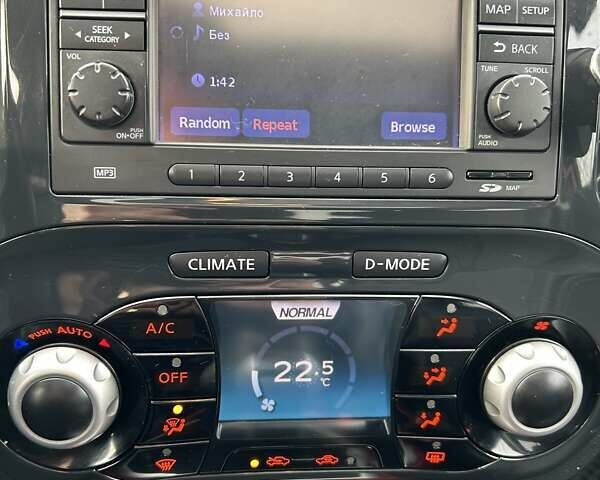 Михайло
MAP
SETUP
SEEK
CATEGORY
Без
BACK
VOL
TUNE
SCROLL
1:42
Random
Repeat
Browse
PUSH
ON•OFF
PUSH
AUDIO
MP3
1
2
3
4
5
6
SD
MAP
CLIMATE
D-MODE
NORMAL
PUSH AUTO
A/C
22.5
°C
OFF